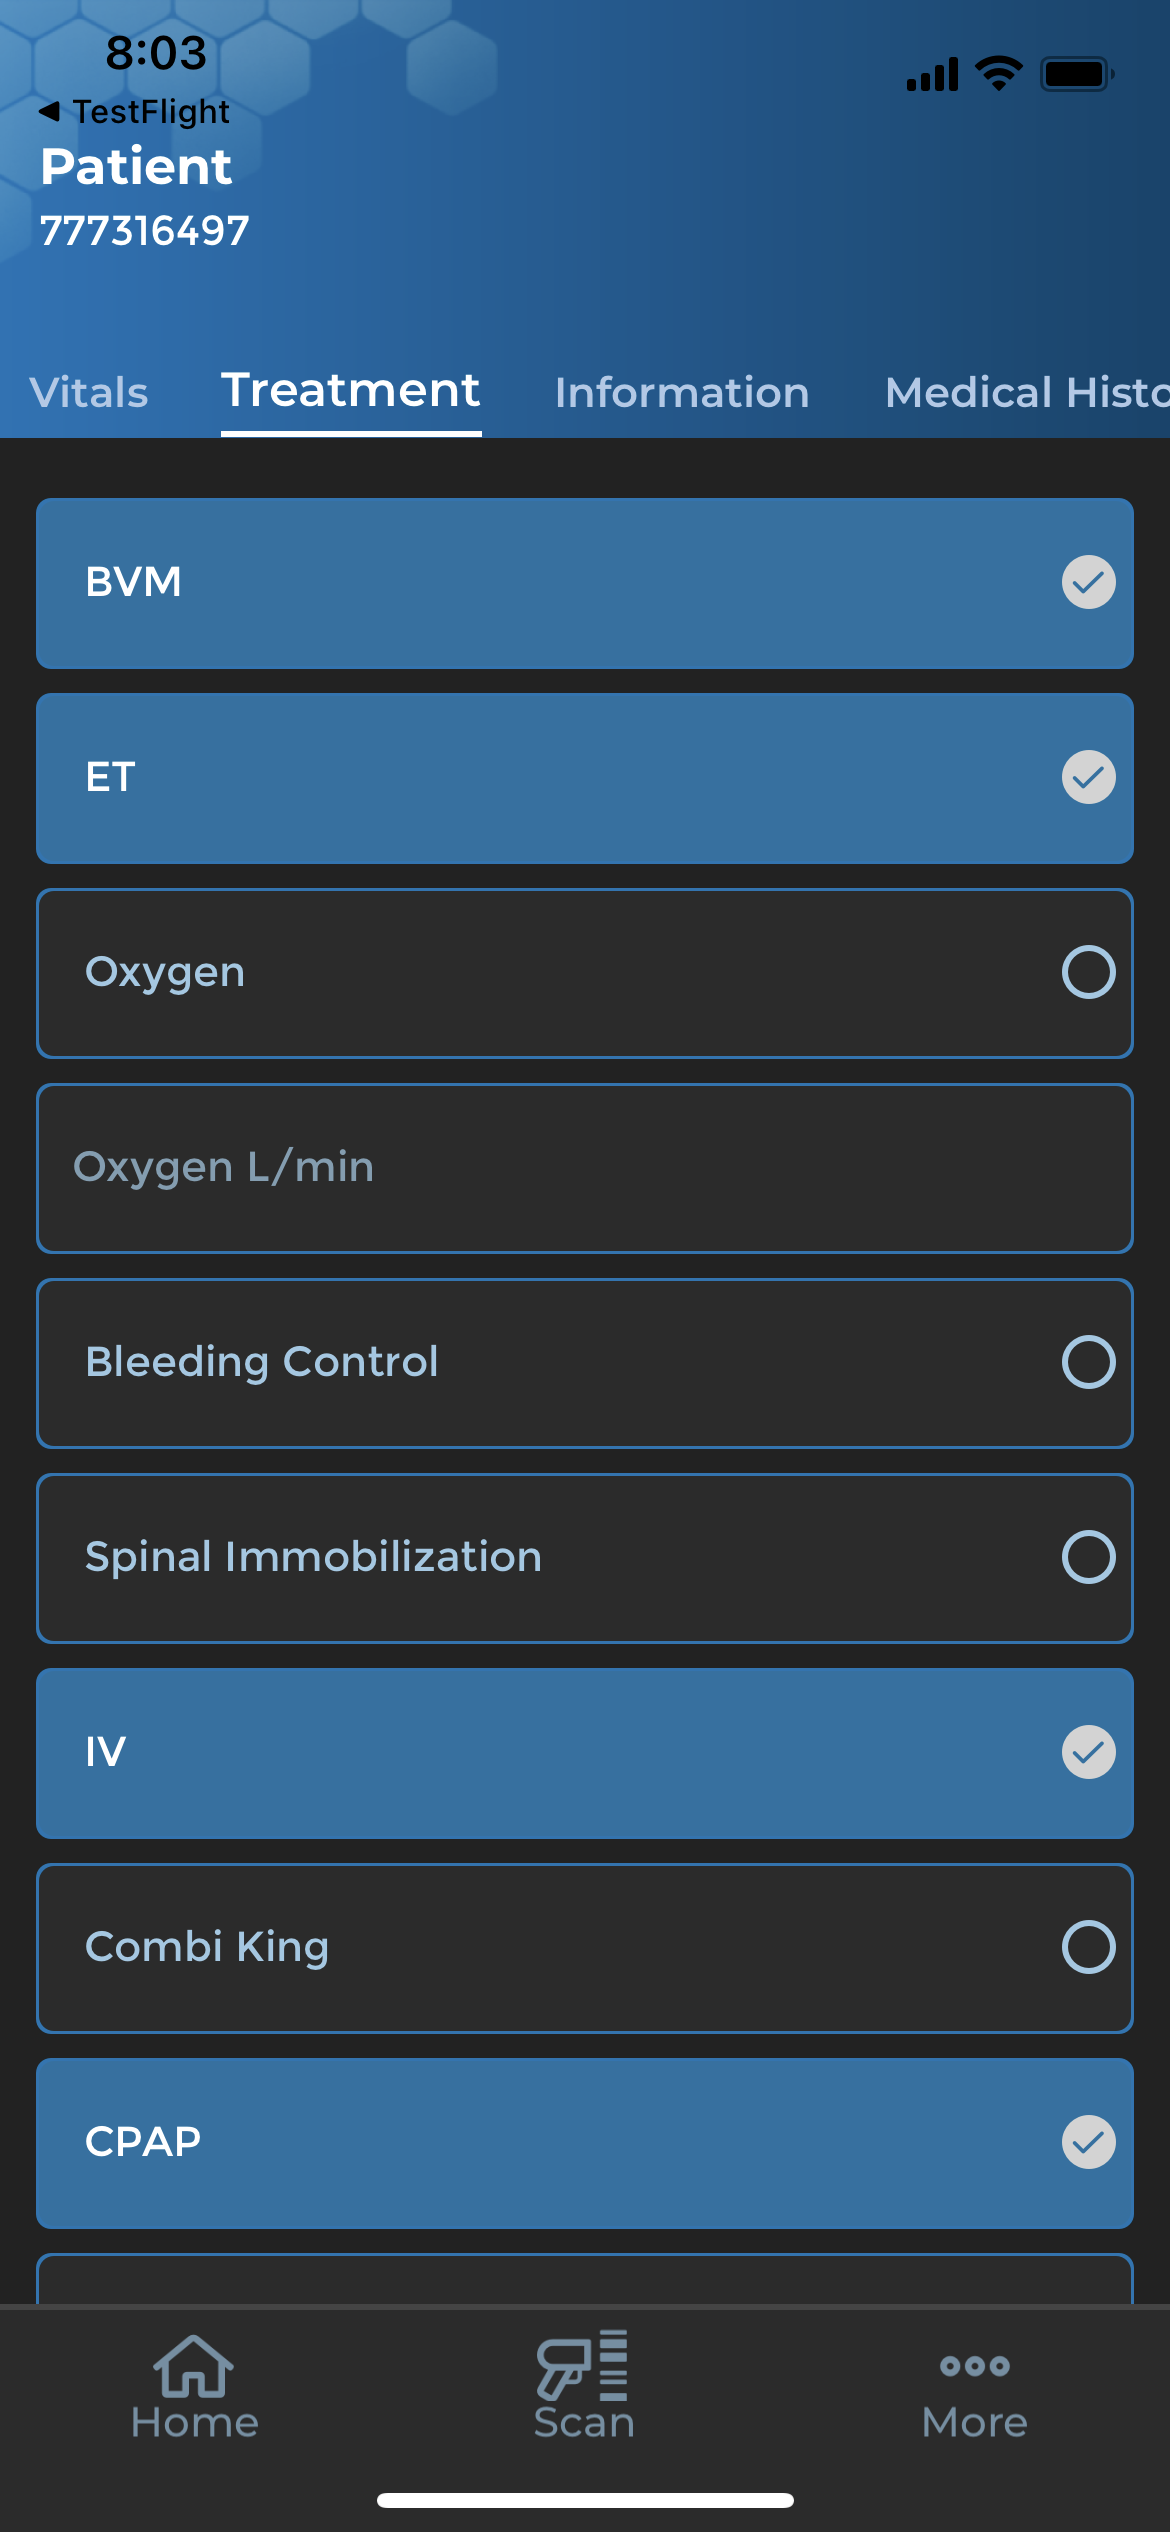 8:03
◀ TestFlight
Patient
777316497
Vitals Treatment Information Medical Histo
BVM
ET
Oxygen
Oxygen L/min
Bleeding Control
Spinal Immobilization
IV
Combi King
CPAP
Home Scan More